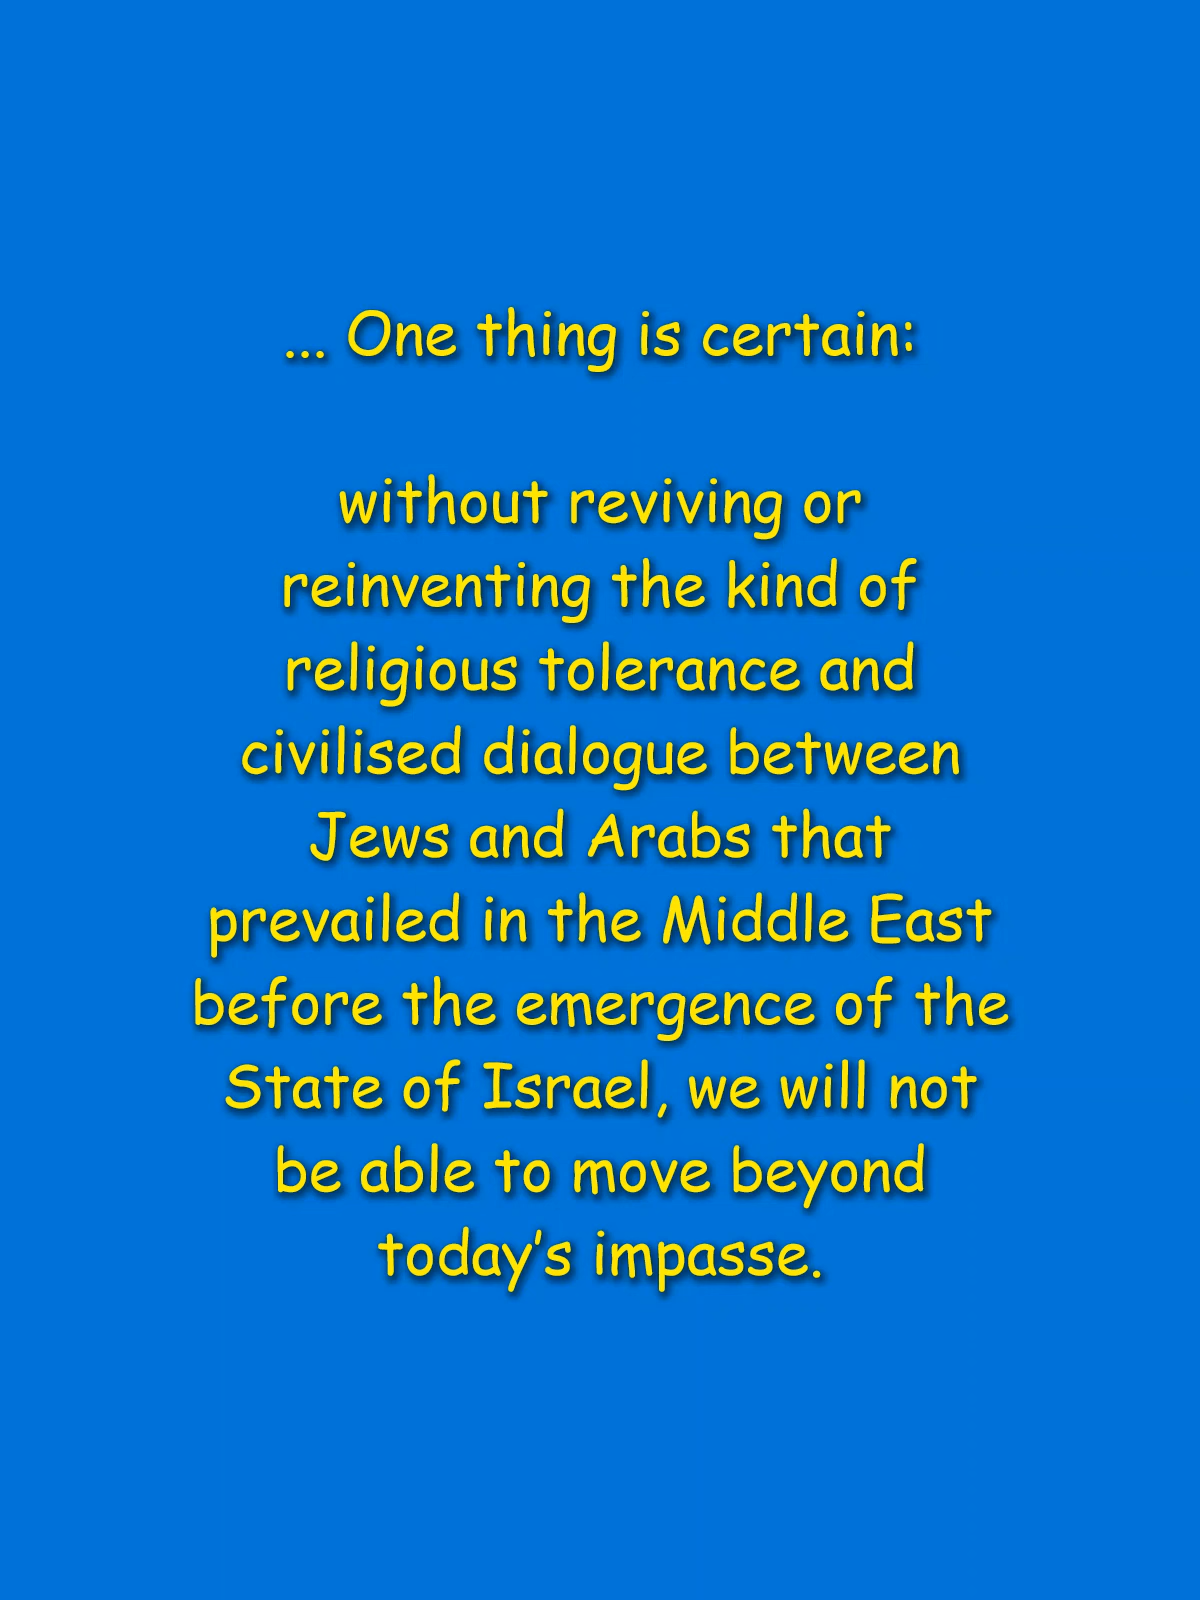 ... One thing is certain:
without reviving or
reinventing the kind of
religious tolerance and
civilised dialogue between
Jews and Arabs that
prevailed in the Middle East
before the emergence of the
State of Israel, we will not
be able to move beyond
today’s impasse.